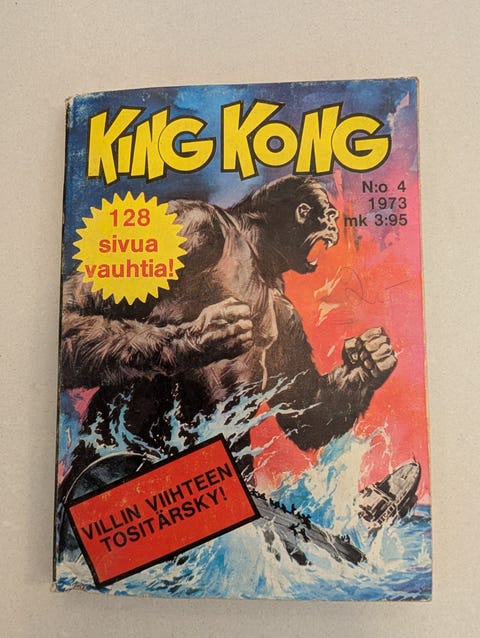 KING KONG
N:o 4
1973
mk 3:95
128
sivua
vauhtia!
VILLIN VIIHTEEN
TOSITÄRSKY!